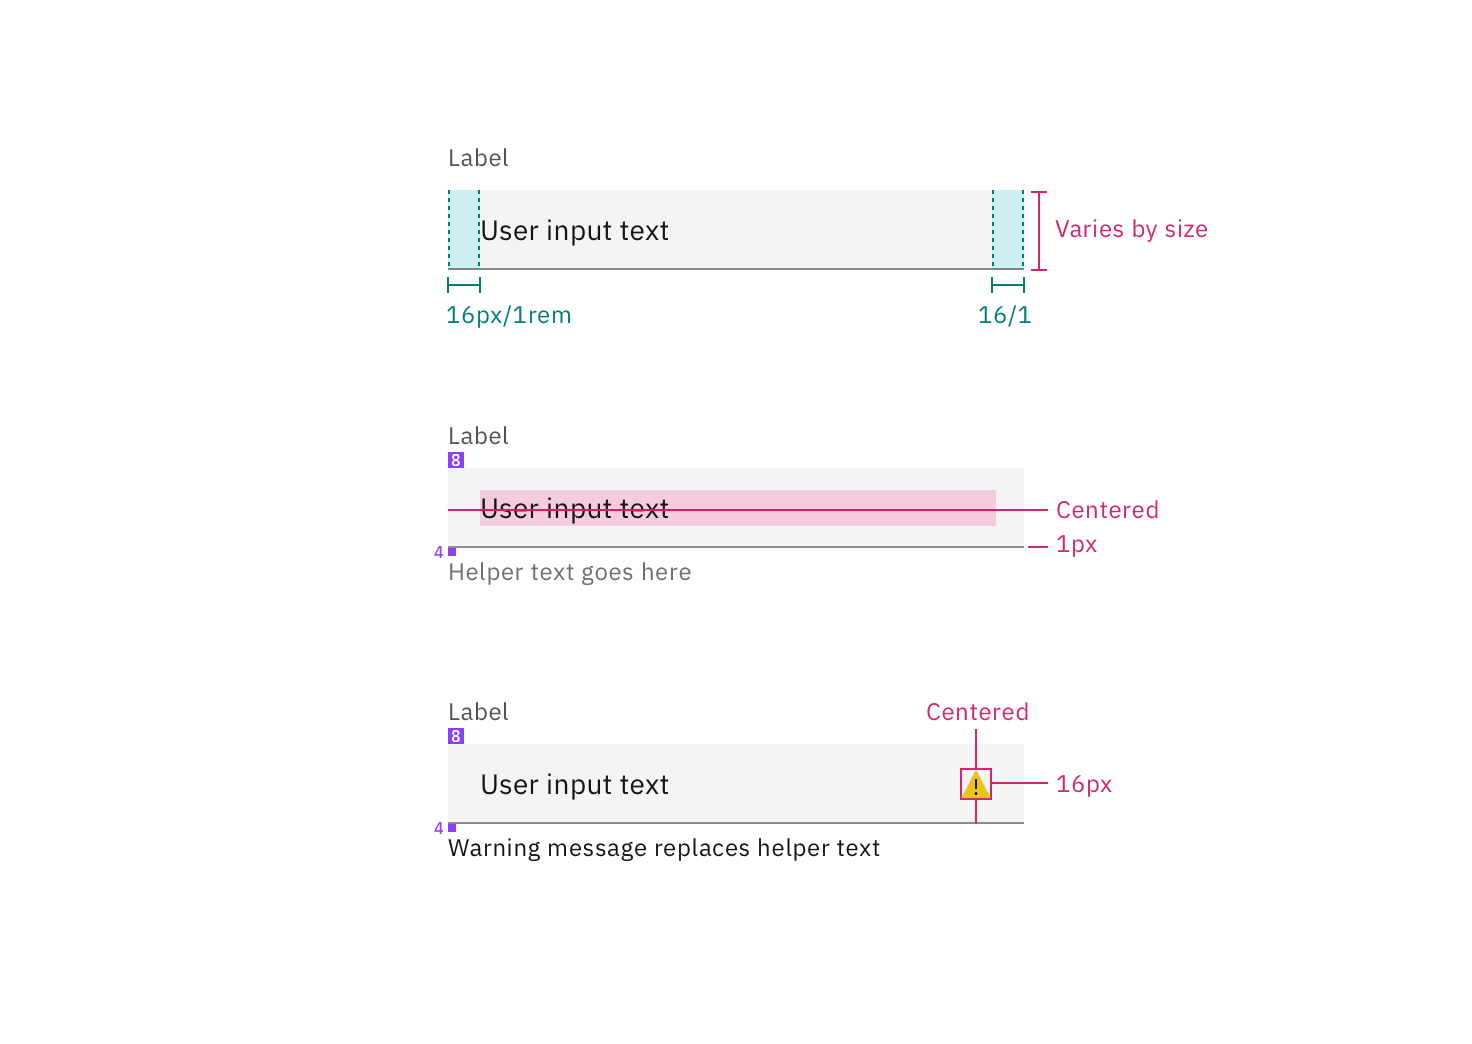 Label
User input text
Varies by size
16px/1rem
16/1
Label
8
User input text
Centered
1px
4
Helper text goes here
Label
Centered
8
User input text
16px
4
Warning message replaces helper text